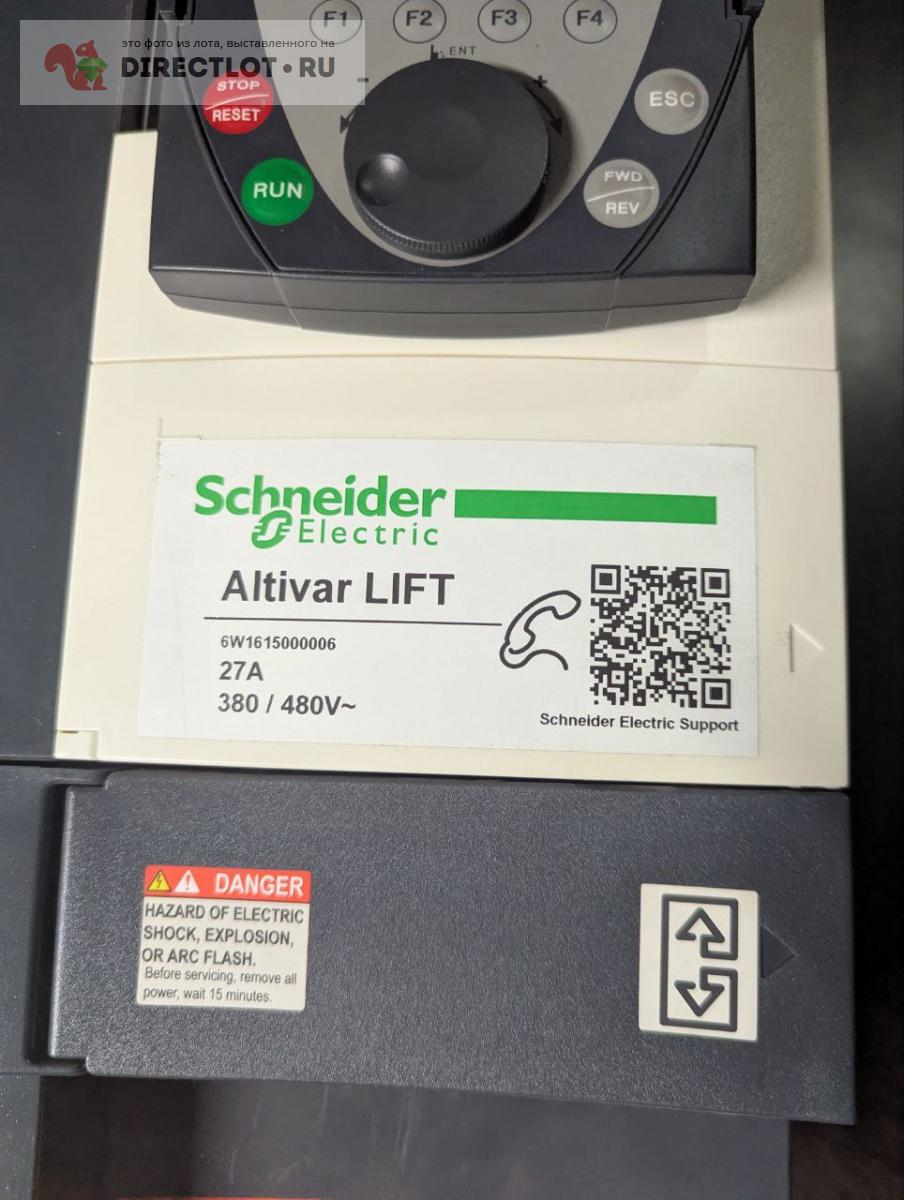 это фото из лота, выставленного на
DIRECTLOT.RU
F1 F2 F3 F4
ENT
- +
STOP
RESET
ESC
RUN
FWD
REV
Schneider
Electric
Altivar LIFT
6W1615000006
27A
380 / 480V~
Schneider Electric Support
DANGER
HAZARD OF ELECTRIC
SHOCK, EXPLOSION,
OR ARC FLASH.
Before servicing, remove all
power, wait 15 minutes.